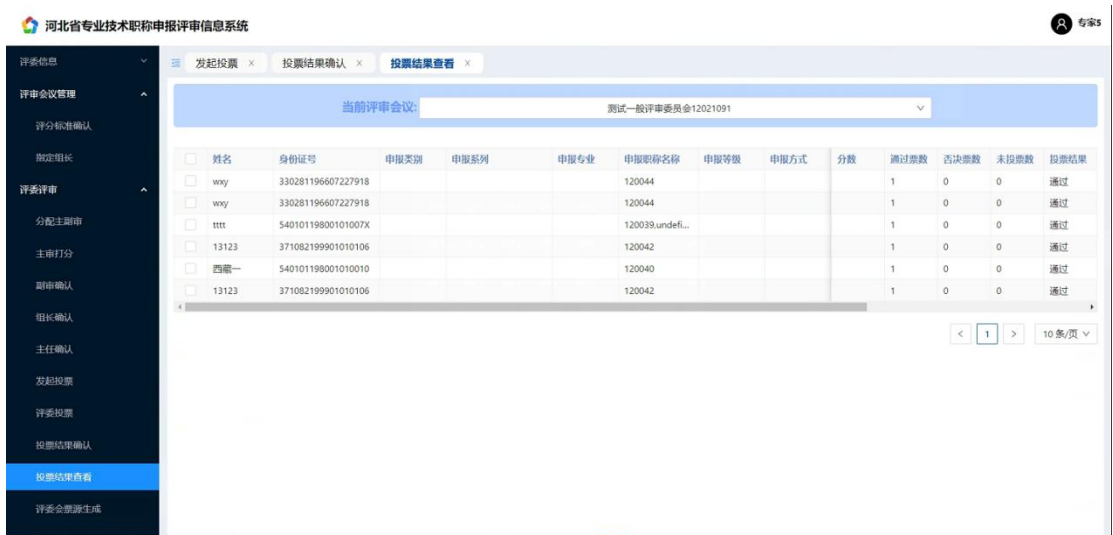 河北省专业技术职称申报评审信息系统
专家5
评委信息
评审会议管理
评分标准确认
指定组长
评委评审
分配主副审
主审打分
副审确认
组长确认
主任确认
发起投票
评委投票
投票结果确认
投票结果查看
评委会票源生成
发起投票 × 投票结果确认 × 投票结果查看 ×
当前评审会议: 测试一般评审委员会12021091
姓名 身份证号 申报类别 申报系列 申报专业 申报职称名称 申报等级 申报方式 分数 通过票数 否决票数 未投票数 投票结果
wxy 330281196607227918 120044 1 0 0 通过
wxy 330281196607227918 120044 1 0 0 通过
tttt 54010119800101007X 120039,undefi... 1 0 0 通过
13123 371082199901010106 120042 1 0 0 通过
西藏一 540101198001010010 120040 1 0 0 通过
13123 371082199901010106 120042 1 0 0 通过
< 1 > 10 条/页